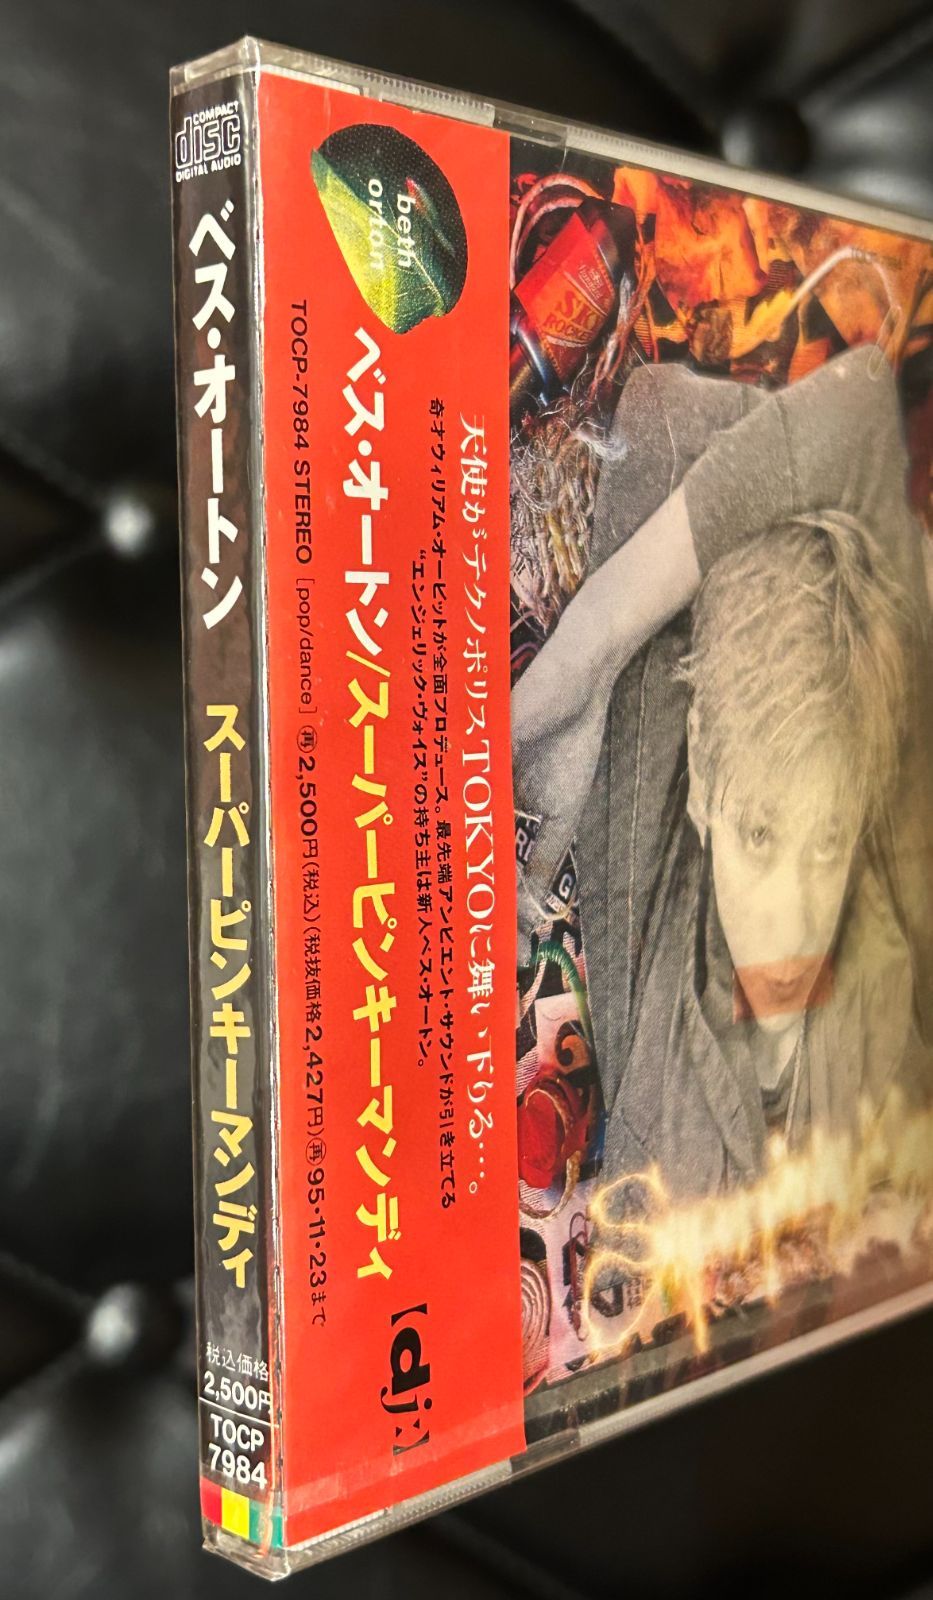 COMPACT
disc
DIGITAL AUDIO
ベス・オートン スーパーピンキーマンディ
税込価格
2,500円
TOCP
7984
beth
orton
天使がテクノポリスTOKYOに舞い下りる…。
奇才ウィリアム・オービットが全面プロデュース。最先端アンビエント・サウンドが引き立てる
“エンジェリック・ヴォイス”の持ち主は新人ベス・オートン。
ベス・オートン/スーパーピンキーマンディ
TOCP-7984 STEREO [pop/dance] 再2,500円(税込)(税抜価格2,427円)再95・11・23まで
【dj:】
SKY
ROCKE